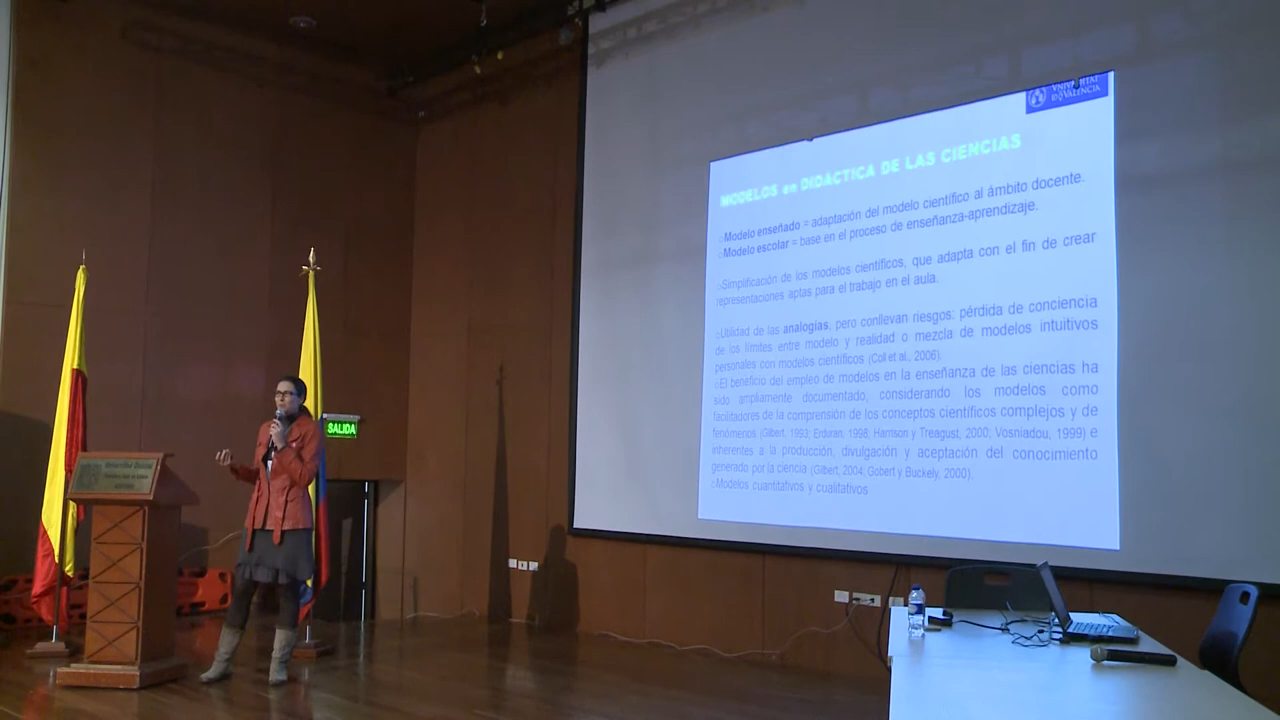 VNIVERSITAT
ID QVALÈNCIA
MODELOS en DIDACTICA DE LAS CIENCIAS
Modelo enseñado = adaptación del modelo científico al ámbito docente.
Modelo escolar = base en el proceso de enseñanza-aprendizaje.
Simplificación de los modelos científicos, que adapta con el fin de crear
representaciones aptas para el trabajo en el aula.
Utilidad de las analogías, pero conllevan riesgos: pérdida de conciencia
de los límites entre modelo y realidad o mezcla de modelos intuitivos
personales con modelos científicos (Coll et al., 2006).
El beneficio del empleo de modelos en la enseñanza de las ciencias ha
sido ampliamente documentado, considerando los modelos como
facilitadores de la comprensión de los conceptos científicos complejos y de
fenómenos (Gilbert, 1993; Erduran, 1998; Harrison y Treagust, 2000; Vosniadou, 1999) e
inherentes a la producción, divulgación y aceptación del conocimiento
generado por la ciencia (Gilbert, 2004; Gobert y Buckely, 2000).
Modelos cuantitativos y cualitativos
SALIDA
Universidad Distrital